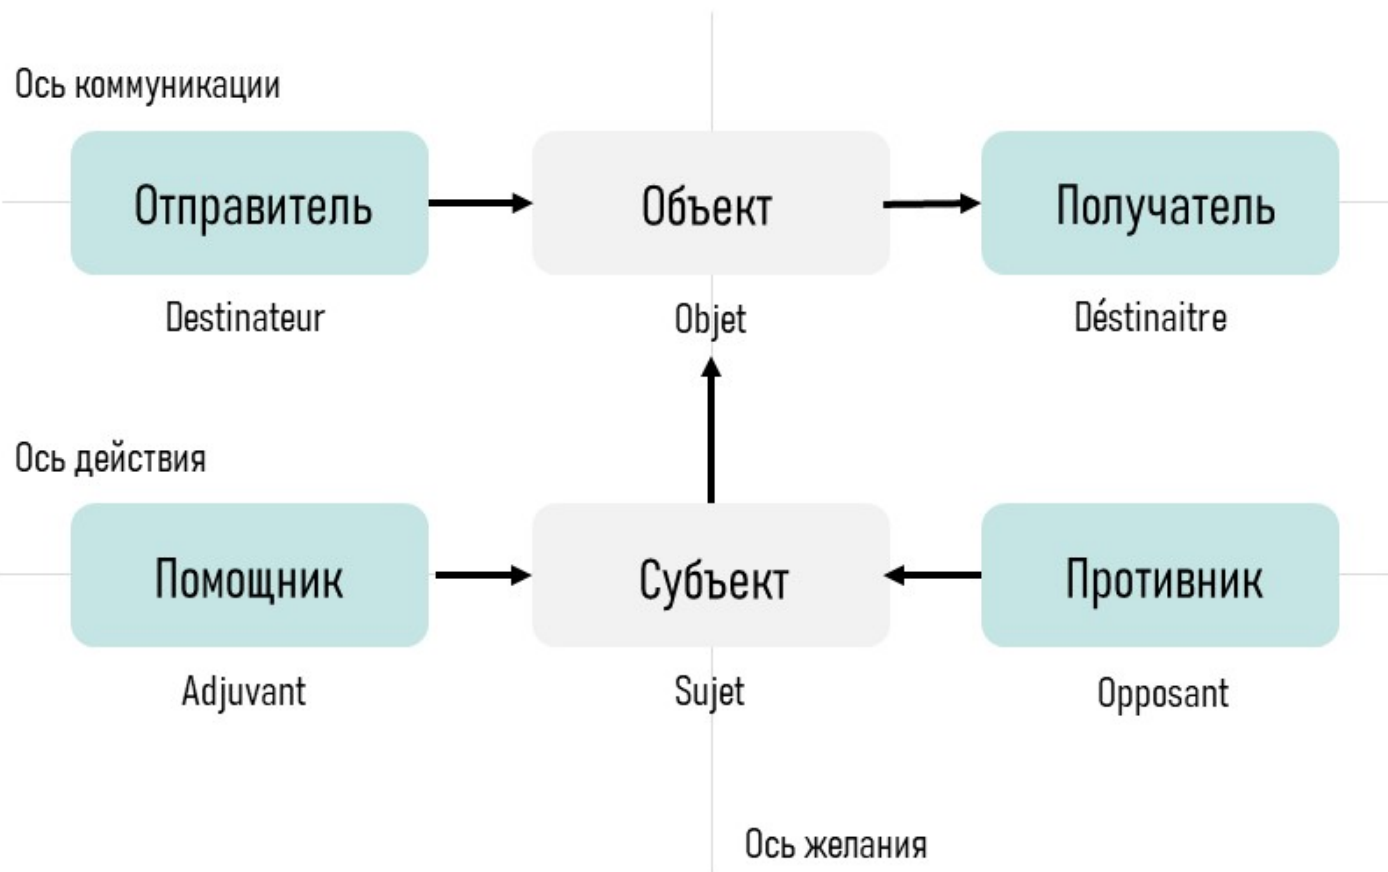 Ось коммуникации
Отправитель
Объект
Получатель
Destinateur
Objet
Déstinaitre
Ось действия
Помощник
Субъект
Противник
Adjuvant
Sujet
Opposant
Ось желания